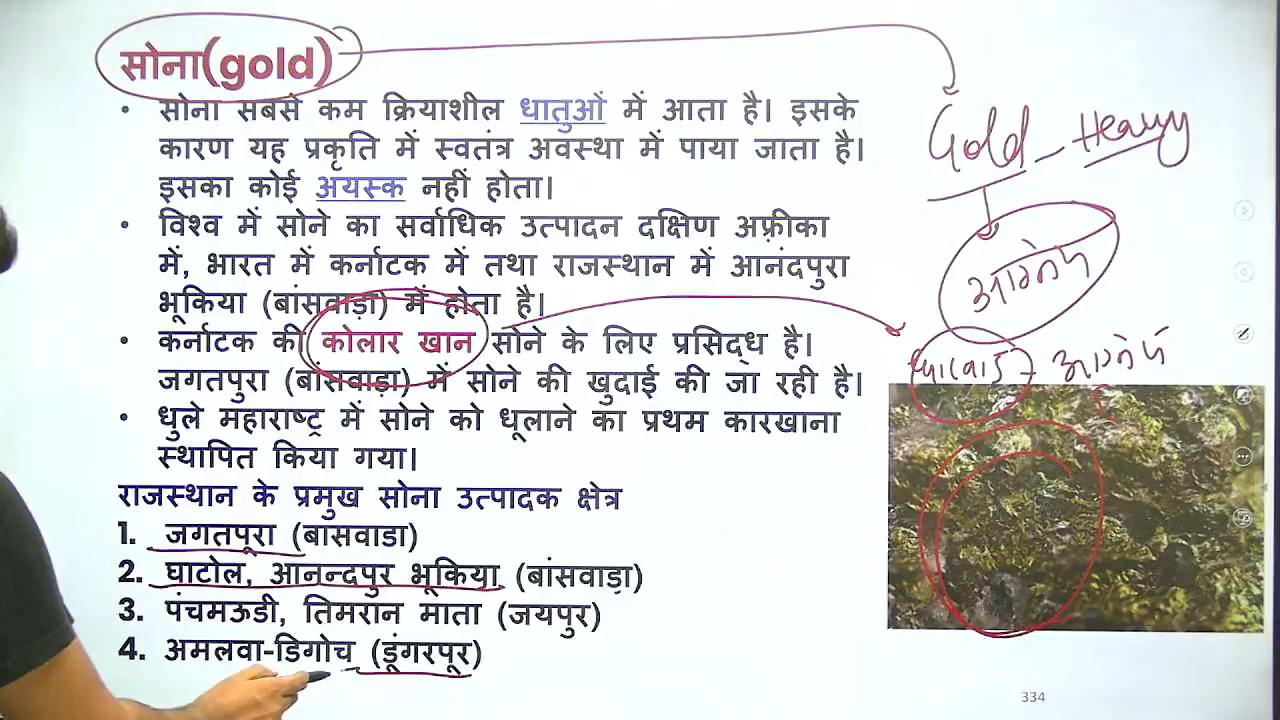 सोना(gold)
• सोना सबसे कम क्रियाशील धातुओं में आता है। इसके
कारण यह प्रकृति में स्वतंत्र अवस्था में पाया जाता है।
इसका कोई अयस्क नहीं होता।
• विश्व में सोने का सर्वाधिक उत्पादन दक्षिण अफ़्रीका
में, भारत में कर्नाटक में तथा राजस्थान में आनंदपुरा
भूकिया (बांसवाड़ा) में होता है।
• कर्नाटक की कोलार खान सोने के लिए प्रसिद्ध है।
जगतपुरा (बांसवाड़ा) में सोने की खुदाई की जा रही है।
• धुले महाराष्ट्र में सोने को धूलाने का प्रथम कारखाना
स्थापित किया गया।
राजस्थान के प्रमुख सोना उत्पादक क्षेत्र
1. जगतपूरा (बांसवाडा)
2. घाटोल, आनन्दपुर भूकिया (बांसवाड़ा)
3. पंचमऊडी, तिमरान माता (जयपुर)
4. अमलवा-डिगोच (डूंगरपूर)
Gold - Heavy
आग्नेय
धारवाड़ - आग्नेय
334